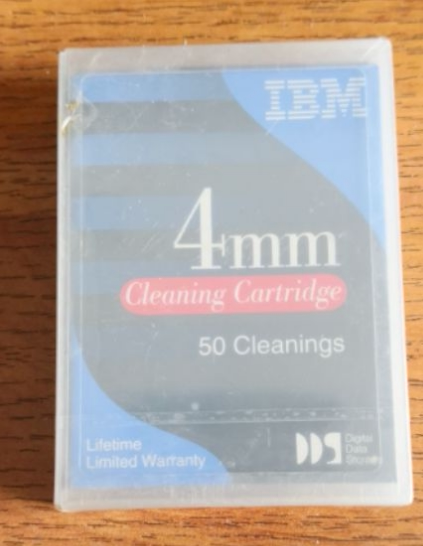 IBM
4mm
Cleaning Cartridge
50 Cleanings
Lifetime
Limited Warranty
DDS
Digital
Data
Storage